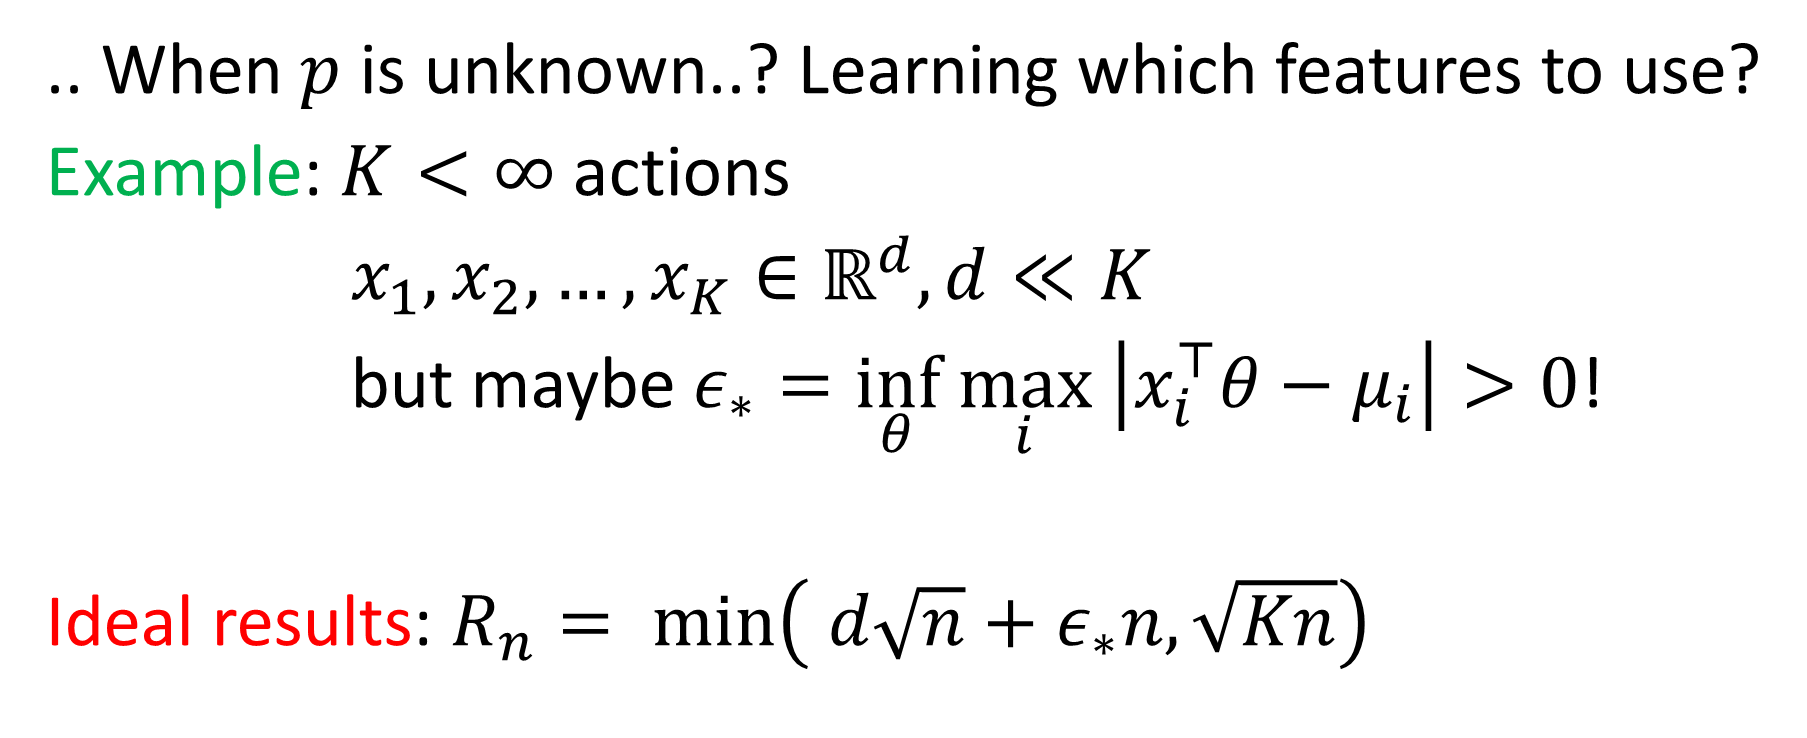 .. When 𝑝 is unknown..? Learning which features to use?
Example: 𝐾 < ∞ actions
𝑥₁, 𝑥₂, … , 𝑥_𝐾 ∈ ℝ^𝑑, 𝑑 ≪ 𝐾
but maybe 𝜖_* = inf_𝜃 max_𝑖 |𝑥_𝑖^⊤ 𝜃 − 𝜇_𝑖| > 0!
Ideal results: 𝑅_𝑛 = min( 𝑑√𝑛 + 𝜖_*𝑛, √(𝐾𝑛))